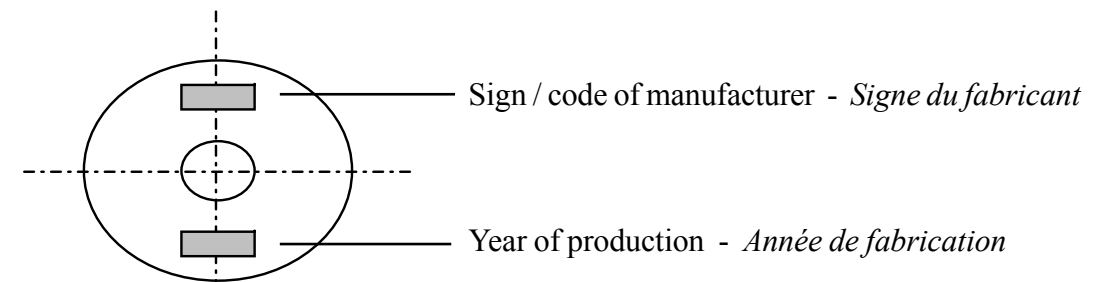 Sign / code of manufacturer - Signe du fabricant
Year of production - Année de fabrication